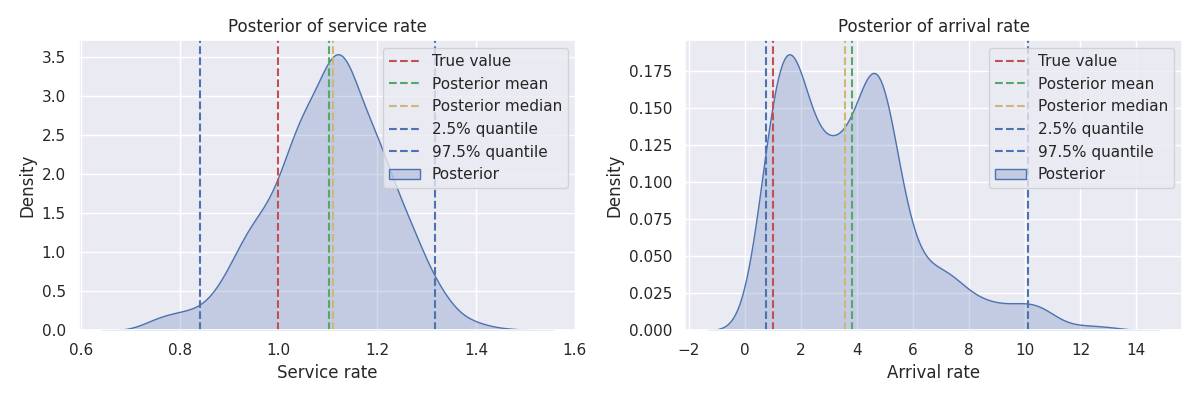 Posterior of service rate
3.5
3.0
2.5
2.0
1.5
1.0
0.5
0.0
Density
0.6 0.8 1.0 1.2 1.4 1.6
Service rate
True value
Posterior mean
Posterior median
2.5% quantile
97.5% quantile
Posterior
Posterior of arrival rate
0.175
0.150
0.125
0.100
0.075
0.050
0.025
0.000
Density
−2 0 2 4 6 8 10 12 14
Arrival rate
True value
Posterior mean
Posterior median
2.5% quantile
97.5% quantile
Posterior